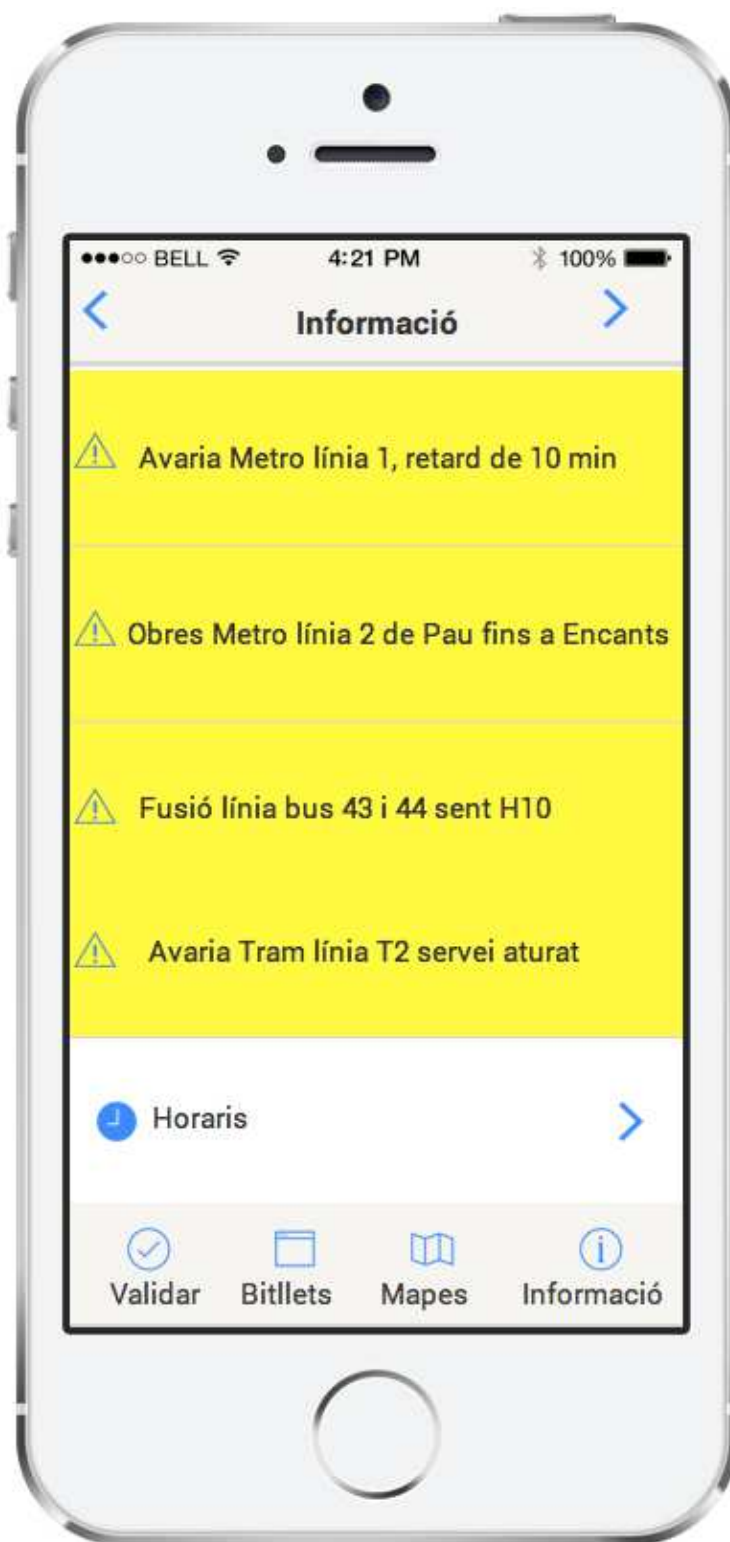 BELL 4:21 PM 100%
Informació
Avaria Metro línia 1, retard de 10 min
Obres Metro línia 2 de Pau fins a Encants
Fusió línia bus 43 i 44 sent H10
Avaria Tram línia T2 servei aturat
Horaris
Validar Bitllets Mapes Informació